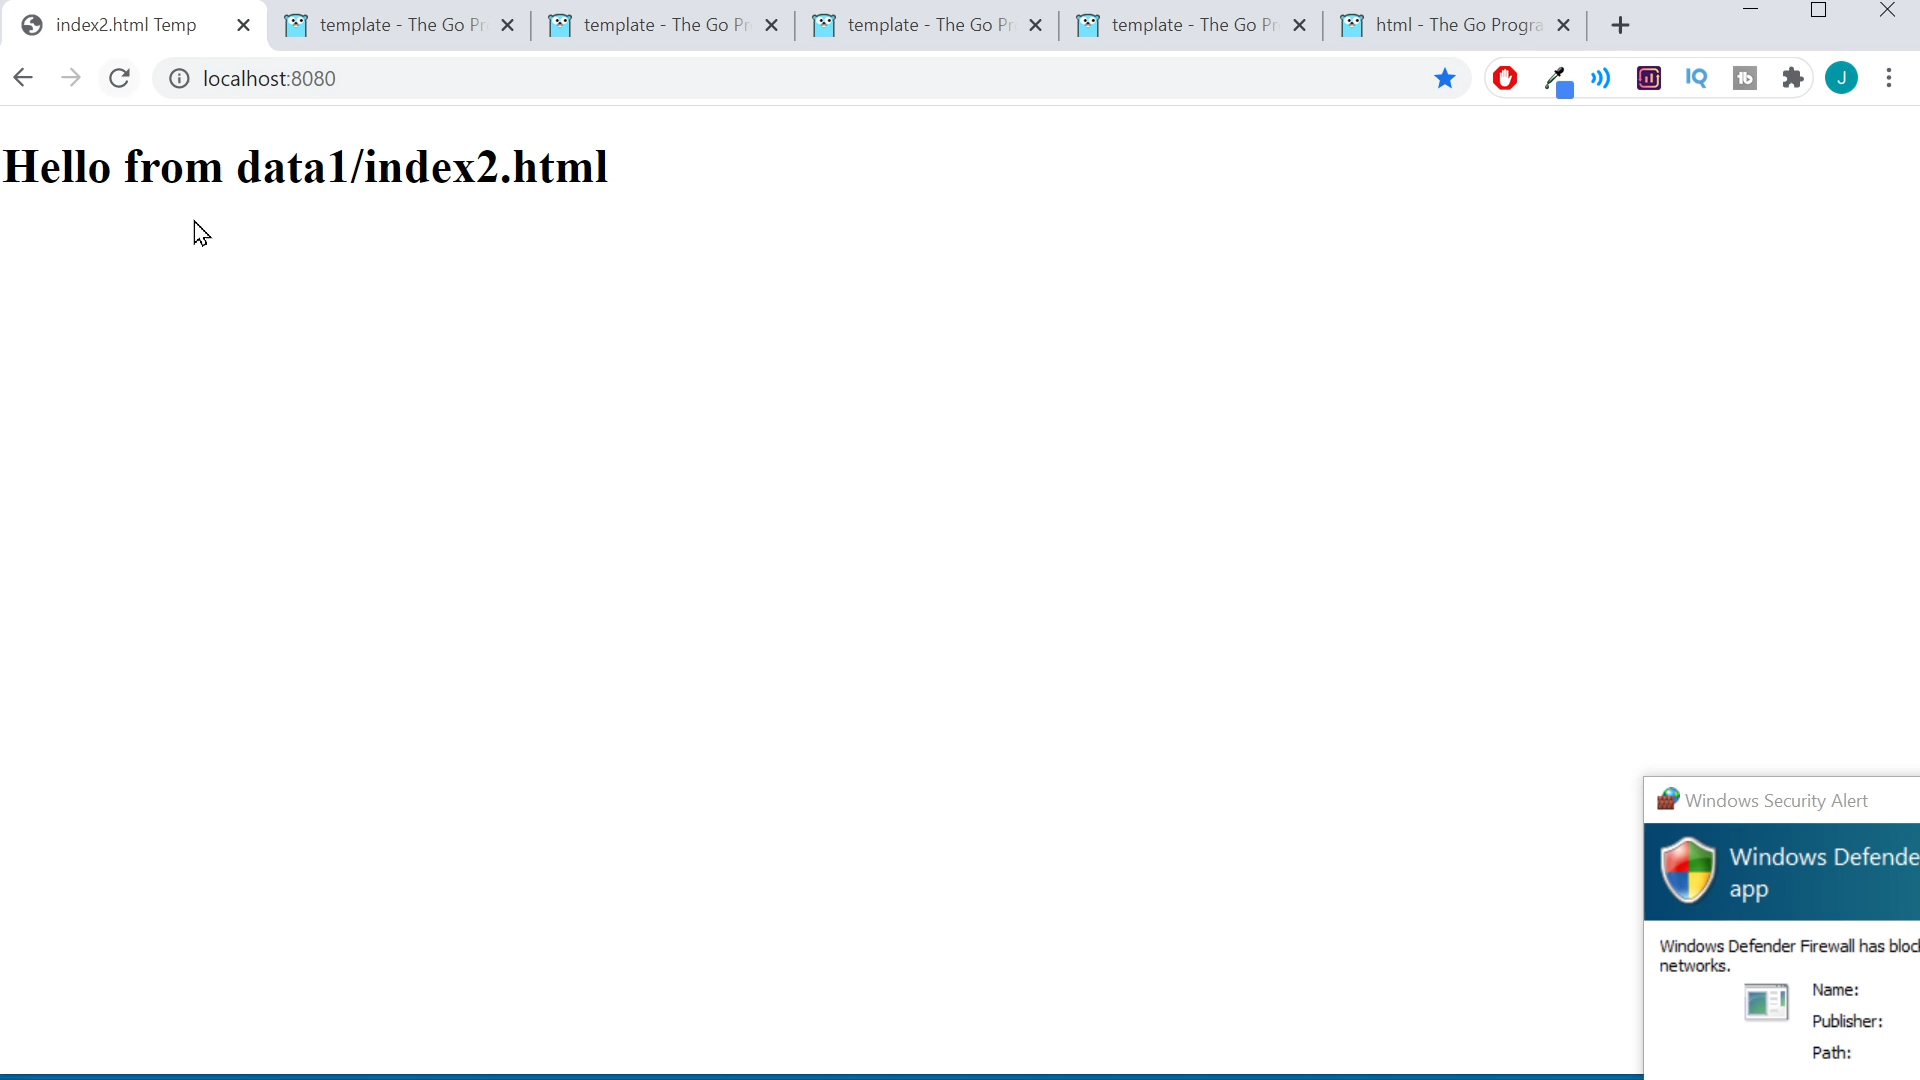 index2.html Temp
template - The Go Pr
template - The Go Pr
template - The Go Pr
template - The Go Pr
html - The Go Progra
localhost:8080
IQ
J
Hello from data1/index2.html
Windows Security Alert
Windows Defende
app
Windows Defender Firewall has block
networks.
Name:
Publisher:
Path: